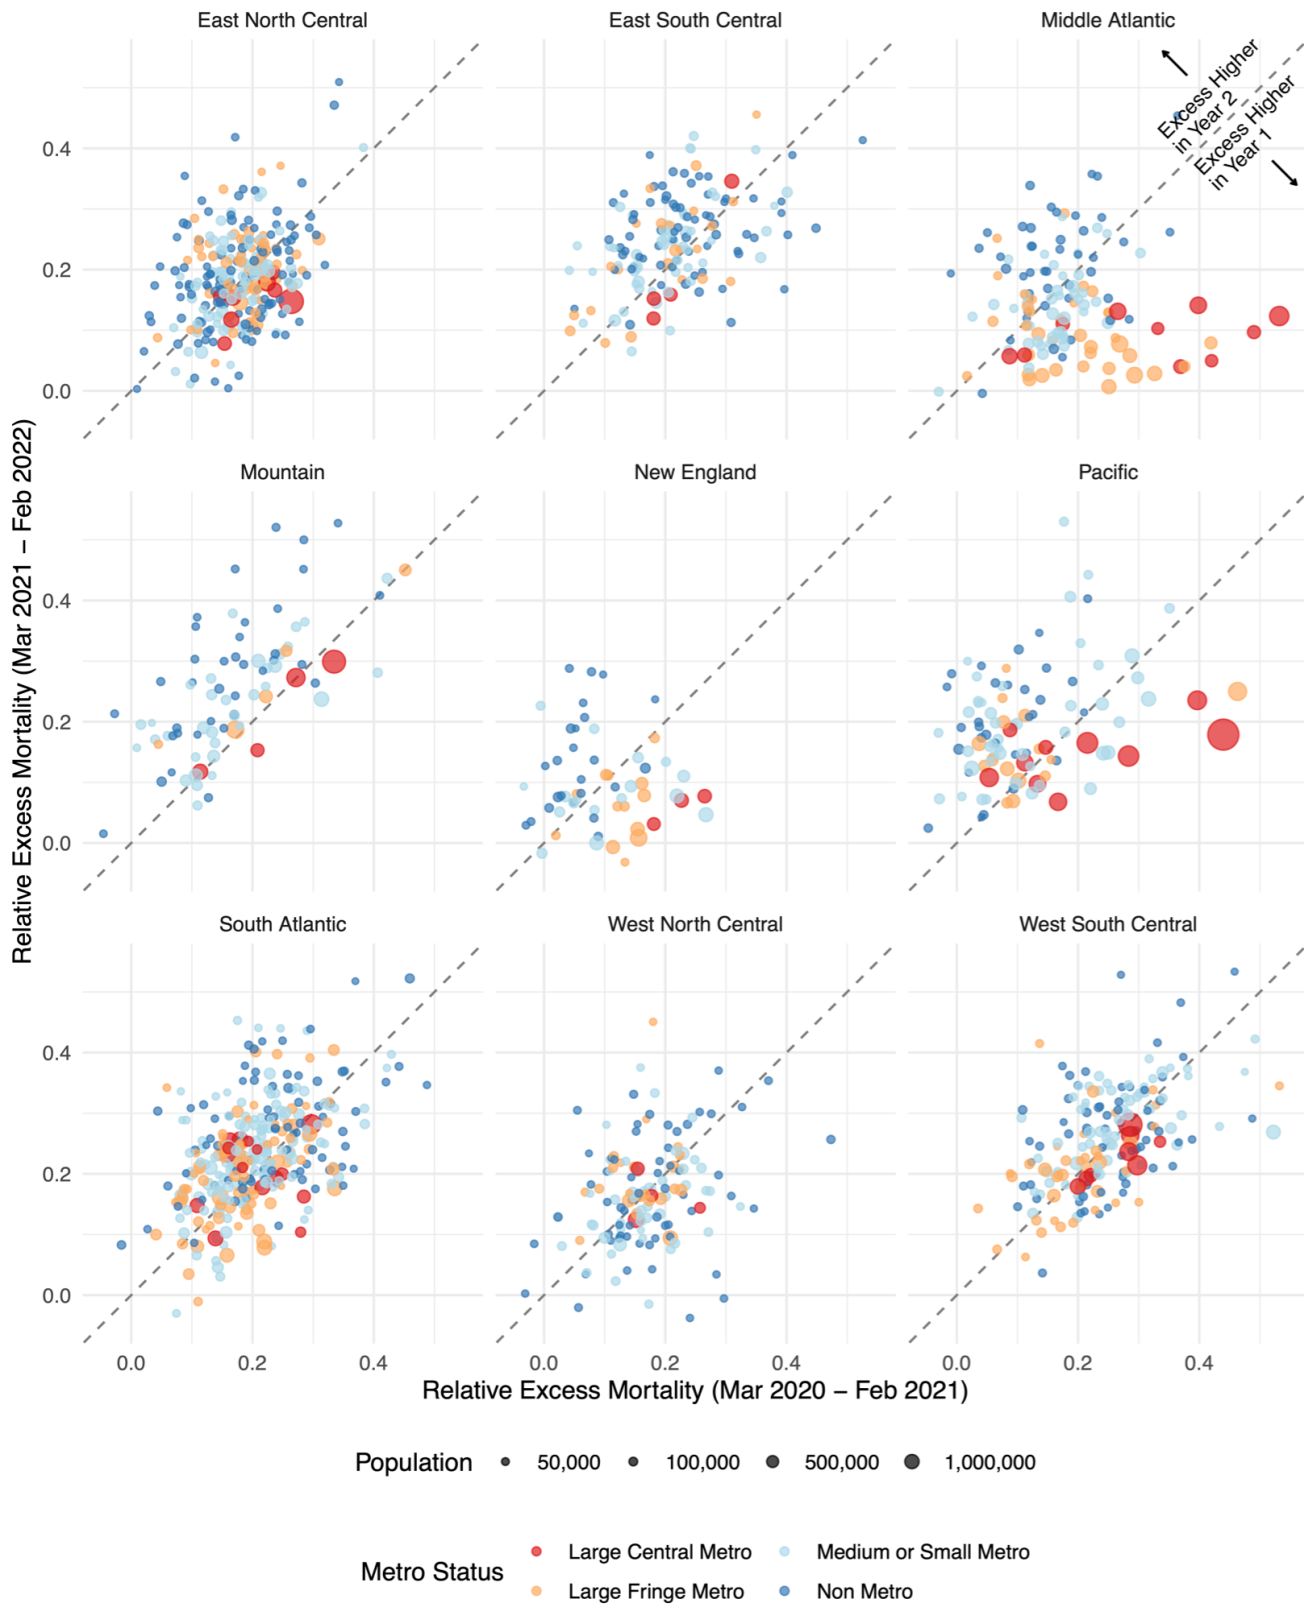 East North Central
East South Central
Middle Atlantic
Excess Higher
in Year 2
Excess Higher
in Year 1
0.4
0.2
0.0
Mountain
New England
Pacific
0.4
0.2
0.0
Relative Excess Mortality (Mar 2021 – Feb 2022)
South Atlantic
West North Central
West South Central
0.4
0.2
0.0
0.0 0.2 0.4
0.0 0.2 0.4
0.0 0.2 0.4
Relative Excess Mortality (Mar 2020 – Feb 2021)
Population 50,000 100,000 500,000 1,000,000
Metro Status
Large Central Metro
Medium or Small Metro
Large Fringe Metro
Non Metro